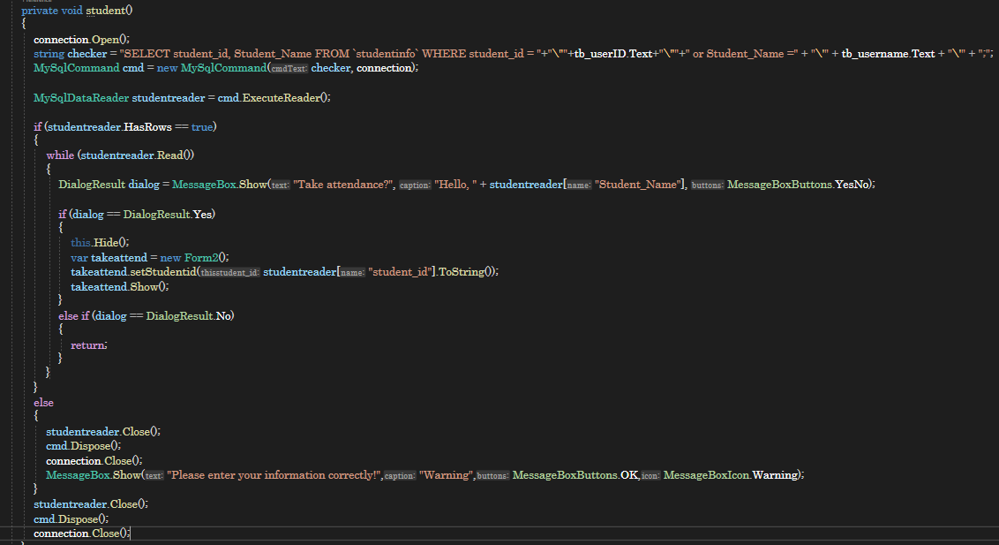 private void student()
{
connection.Open();
string checker = "SELECT student_id, Student_Name FROM `studentinfo` WHERE student_id = "+"\""+tb_userID.Text+"\""+" or Student_Name =" + "\"" + tb_username.Text + "\"" + ";";
MySqlCommand cmd = new MySqlCommand(cmdText: checker, connection);
MySqlDataReader studentreader = cmd.ExecuteReader();
if (studentreader.HasRows == true)
{
while (studentreader.Read())
{
DialogResult dialog = MessageBox.Show(text: "Take attendance?", caption: "Hello, " + studentreader[name: "Student_Name"], buttons: MessageBoxButtons.YesNo);
if (dialog == DialogResult.Yes)
{
this.Hide();
var takeattend = new Form2();
takeattend.setStudentid(thisstudent_id: studentreader[name: "student_id"].ToString());
takeattend.Show();
}
else if (dialog == DialogResult.No)
{
return;
}
}
}
else
{
studentreader.Close();
cmd.Dispose();
connection.Close();
MessageBox.Show(text: "Please enter your information correctly!",caption: "Warning",buttons: MessageBoxButtons.OK,icon: MessageBoxIcon.Warning);
}
studentreader.Close();
cmd.Dispose();
connection.Close();